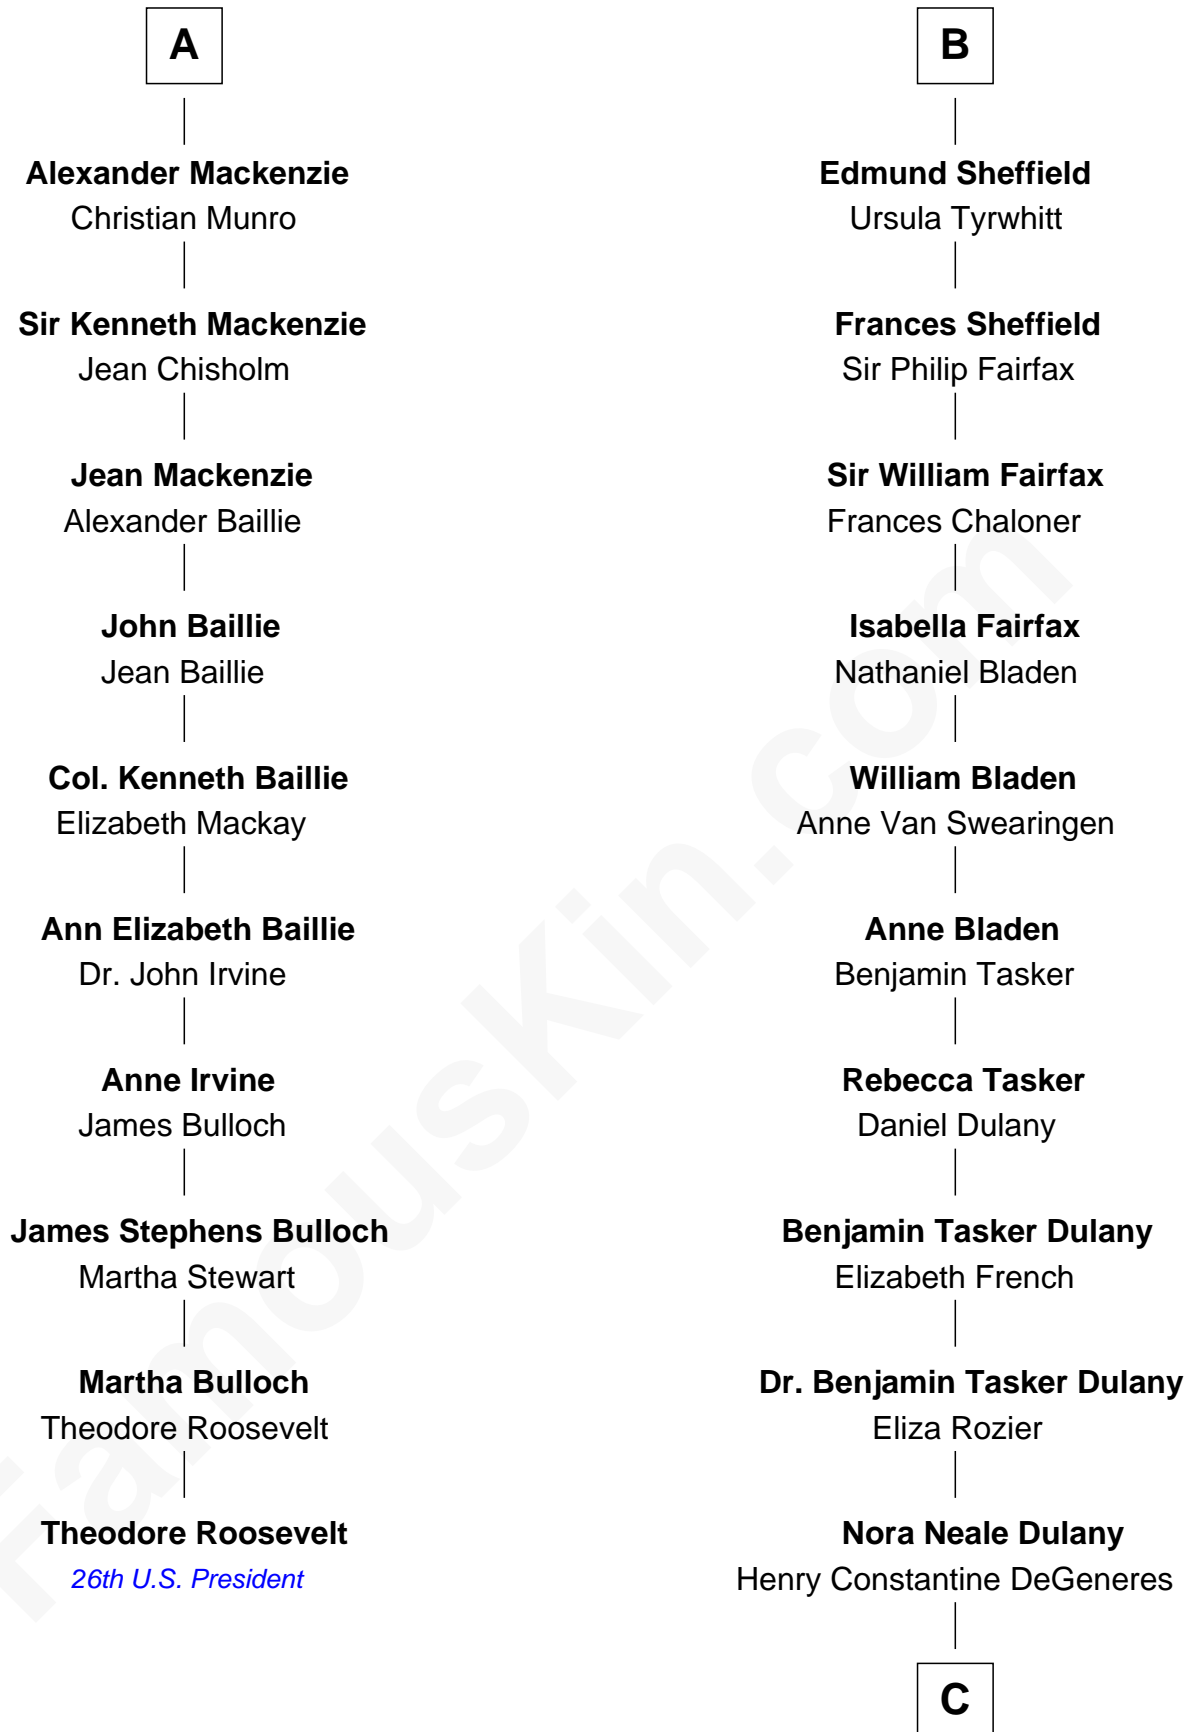 A
Alexander Mackenzie
Christian Munro
Sir Kenneth Mackenzie
Jean Chisholm
Jean Mackenzie
Alexander Baillie
John Baillie
Jean Baillie
Col. Kenneth Baillie
Elizabeth Mackay
Ann Elizabeth Baillie
Dr. John Irvine
Anne Irvine
James Bulloch
James Stephens Bulloch
Martha Stewart
Martha Bulloch
Theodore Roosevelt
Theodore Roosevelt
26th U.S. President
B
Edmund Sheffield
Ursula Tyrwhitt
Frances Sheffield
Sir Philip Fairfax
Sir William Fairfax
Frances Chaloner
Isabella Fairfax
Nathaniel Bladen
William Bladen
Anne Van Swearingen
Anne Bladen
Benjamin Tasker
Rebecca Tasker
Daniel Dulany
Benjamin Tasker Dulany
Elizabeth French
Dr. Benjamin Tasker Dulany
Eliza Rozier
Nora Neale Dulany
Henry Constantine DeGeneres
C
FamousKin.com